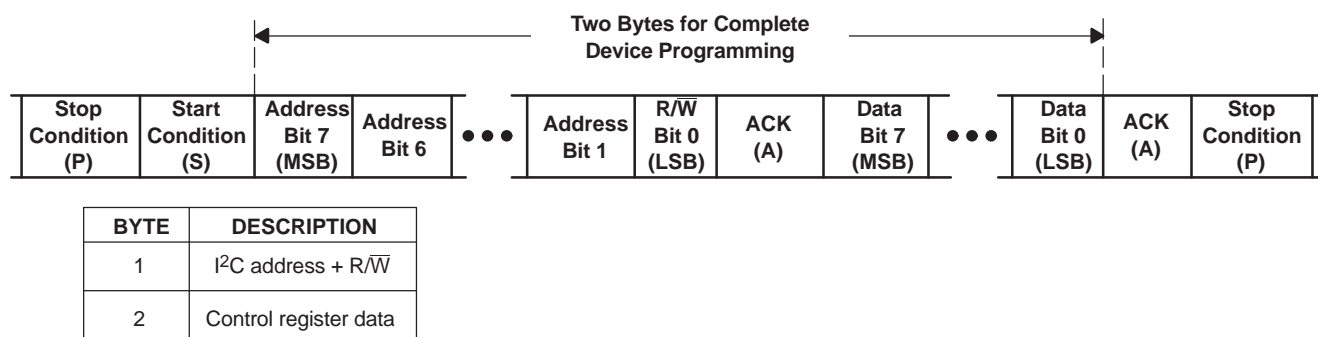 Two Bytes for Complete
Device Programming
Stop
Condition
(P)
Start
Condition
(S)
Address
Bit 7
(MSB)
Address
Bit 6
•••
Address
Bit 1
R/W̅
Bit 0
(LSB)
ACK
(A)
Data
Bit 7
(MSB)
•••
Data
Bit 0
(LSB)
ACK
(A)
Stop
Condition
(P)
BYTE DESCRIPTION
1 I²C address + R/W̅
2 Control register data